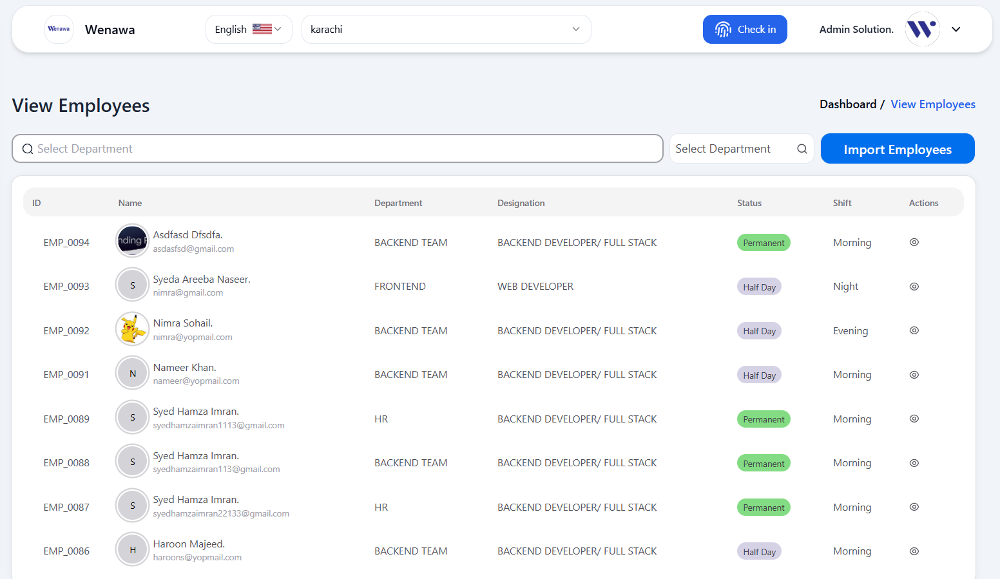 Wenawa
Wenawa
English
karachi
Check in
Admin Solution.
View Employees
Dashboard / View Employees
Select Department
Select Department
Import Employees
ID Name Department Designation Status Shift Actions
nding
Asdfasd Dfsdfa.
asdasfsd@gmail.com
EMP_0094 BACKEND TEAM BACKEND DEVELOPER/ FULL STACK Permanent Morning
Syeda Areeba Naseer.
nimra@gmail.com
EMP_0093 S FRONTEND WEB DEVELOPER Half Day Night
Nimra Sohail.
nimra@yopmail.com
EMP_0092 BACKEND TEAM BACKEND DEVELOPER/ FULL STACK Half Day Evening
Nameer Khan.
nameer@yopmail.com
EMP_0091 N BACKEND TEAM BACKEND DEVELOPER/ FULL STACK Half Day Morning
Syed Hamza Imran.
syedhamzaimran1113@gmail.com
EMP_0089 S HR BACKEND DEVELOPER/ FULL STACK Permanent Morning
Syed Hamza Imran.
syedhamzaimran113@gmail.com
EMP_0088 S BACKEND TEAM BACKEND DEVELOPER/ FULL STACK Permanent Morning
Syed Hamza Imran.
syedhamzaimran22133@gmail.com
EMP_0087 S HR BACKEND DEVELOPER/ FULL STACK Permanent Morning
Haroon Majeed.
haroons@yopmail.com
EMP_0086 H BACKEND TEAM BACKEND DEVELOPER/ FULL STACK Half Day Morning